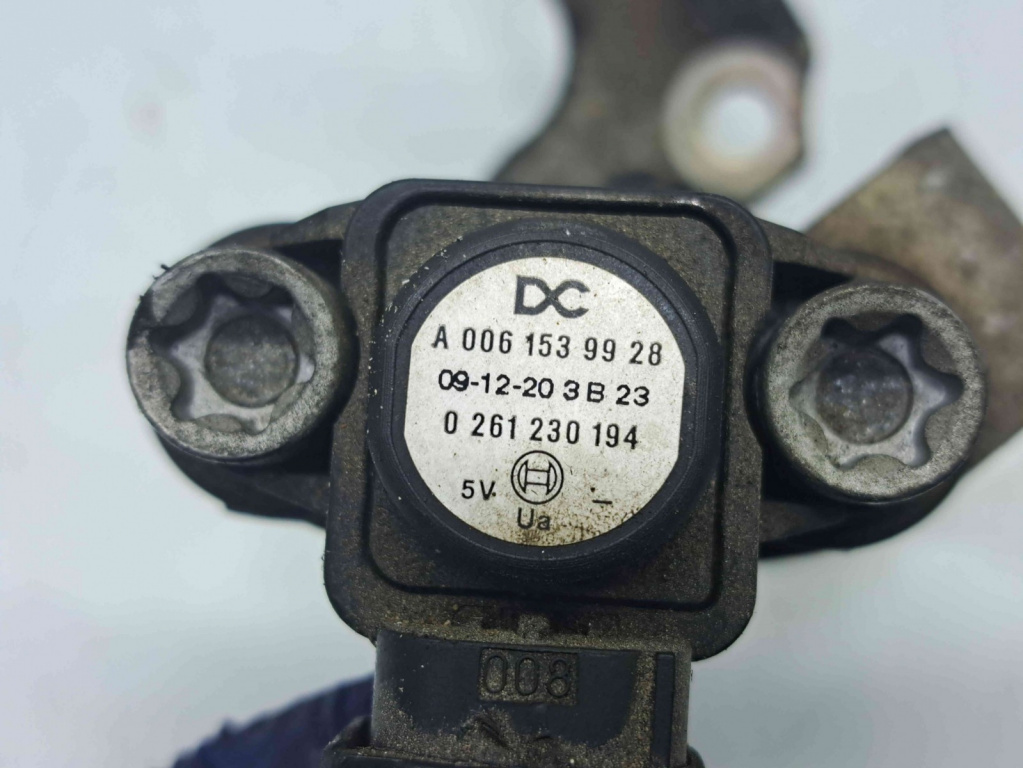 DC
A 006 153 99 28
09-12-20 3 B 23
0 261 230 194
5V -
Ua
008